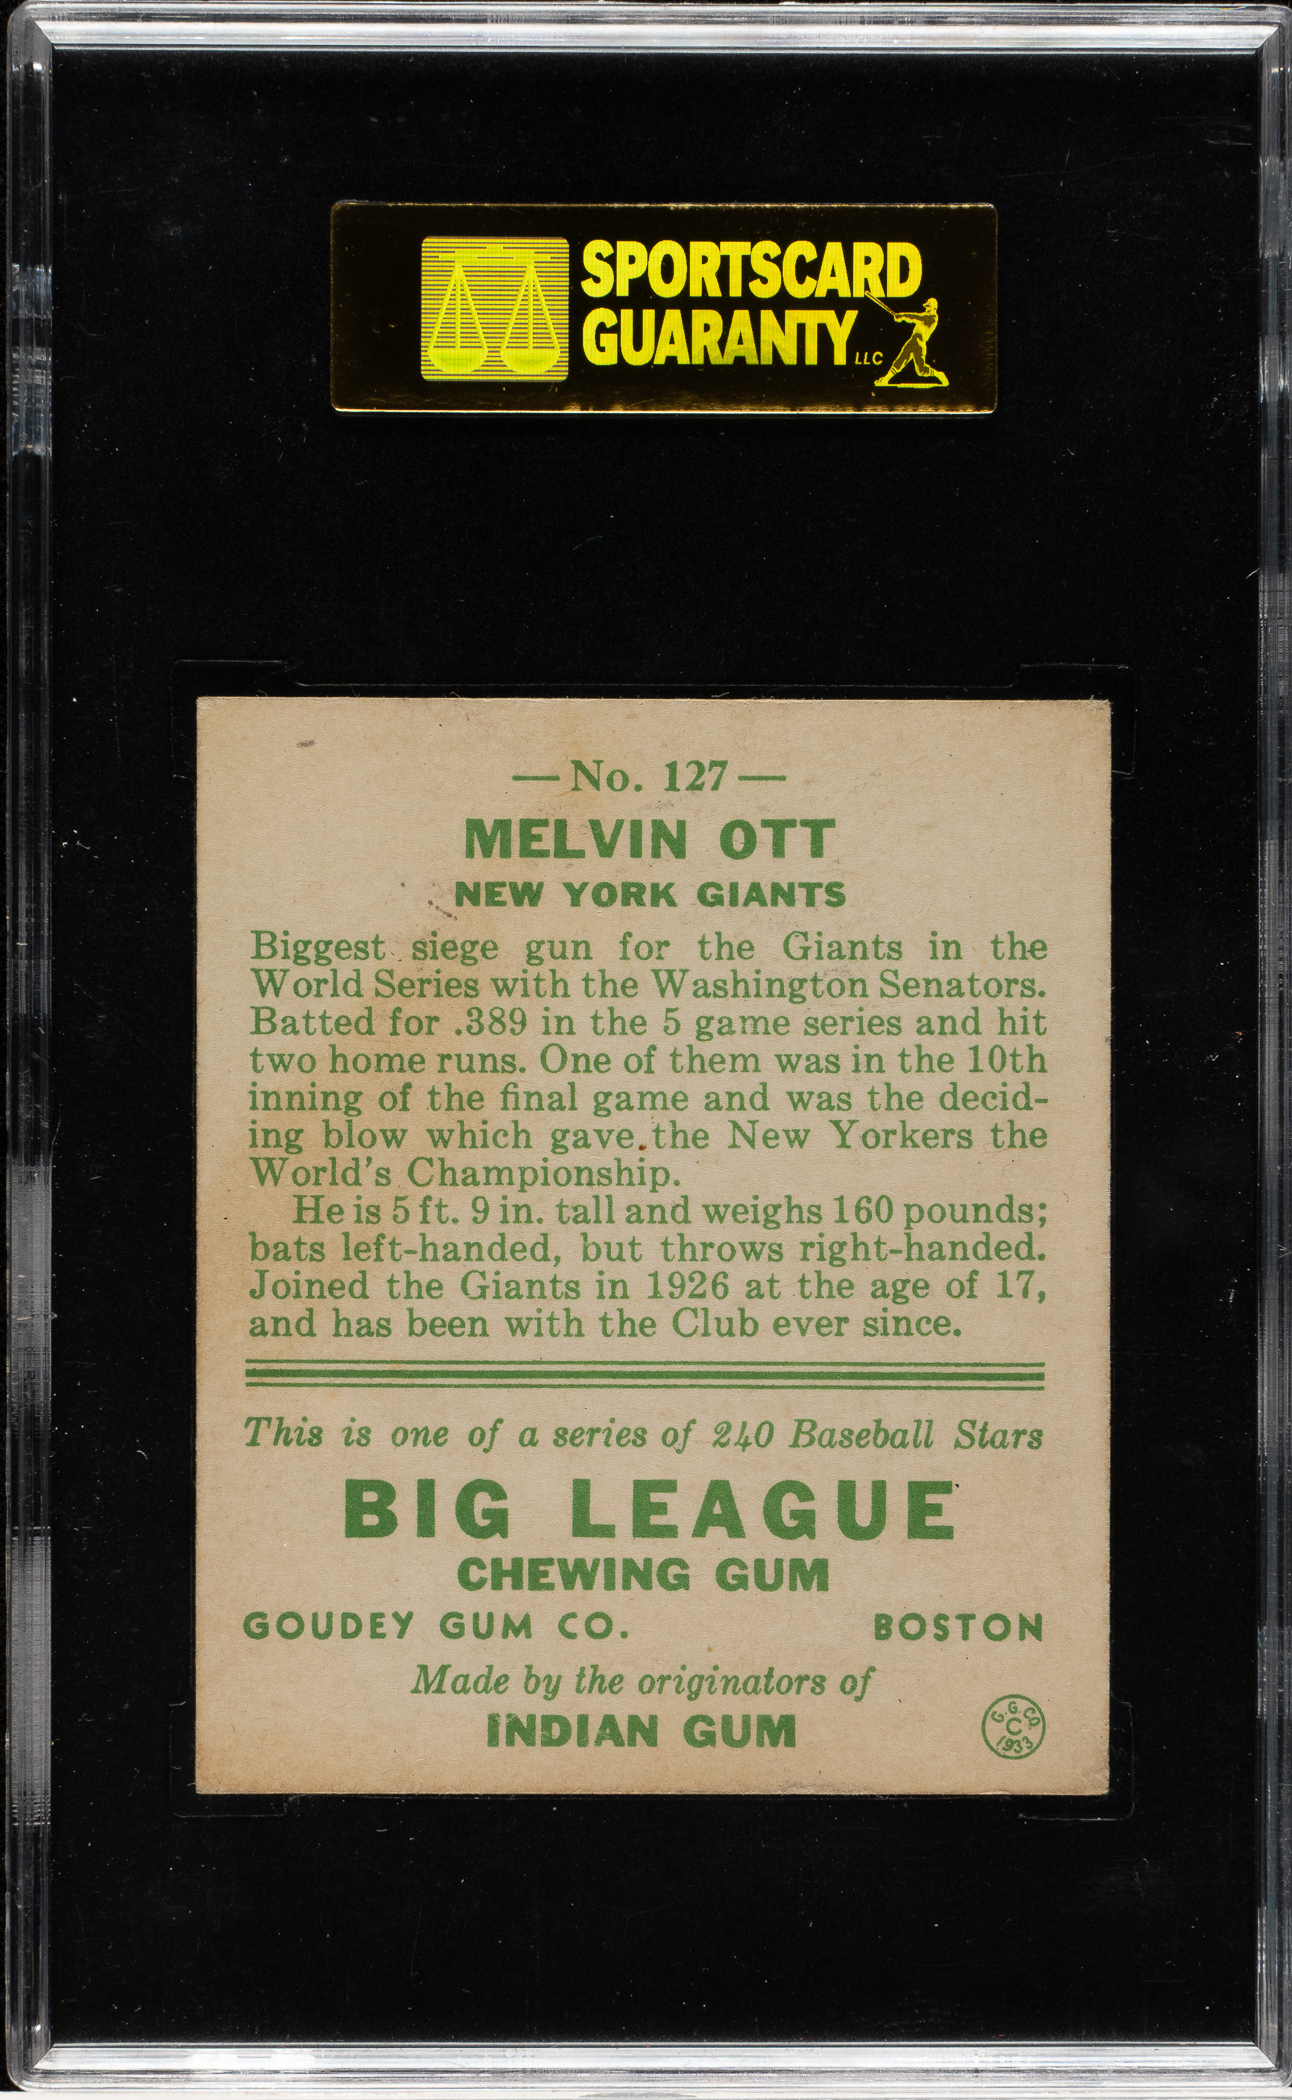 SPORTSCARD
GUARANTY LLC
—No. 127—
MELVIN OTT
NEW YORK GIANTS
Biggest siege gun for the Giants in the
World Series with the Washington Senators.
Batted for .389 in the 5 game series and hit
two home runs. One of them was in the 10th
inning of the final game and was the decid-
ing blow which gave the New Yorkers the
World's Championship.
He is 5 ft. 9 in. tall and weighs 160 pounds;
bats left-handed, but throws right-handed.
Joined the Giants in 1926 at the age of 17,
and has been with the Club ever since.
This is one of a series of 240 Baseball Stars
BIG LEAGUE
CHEWING GUM
GOUDEY GUM CO. BOSTON
Made by the originators of
INDIAN GUM
G. G. CO.
C
1933